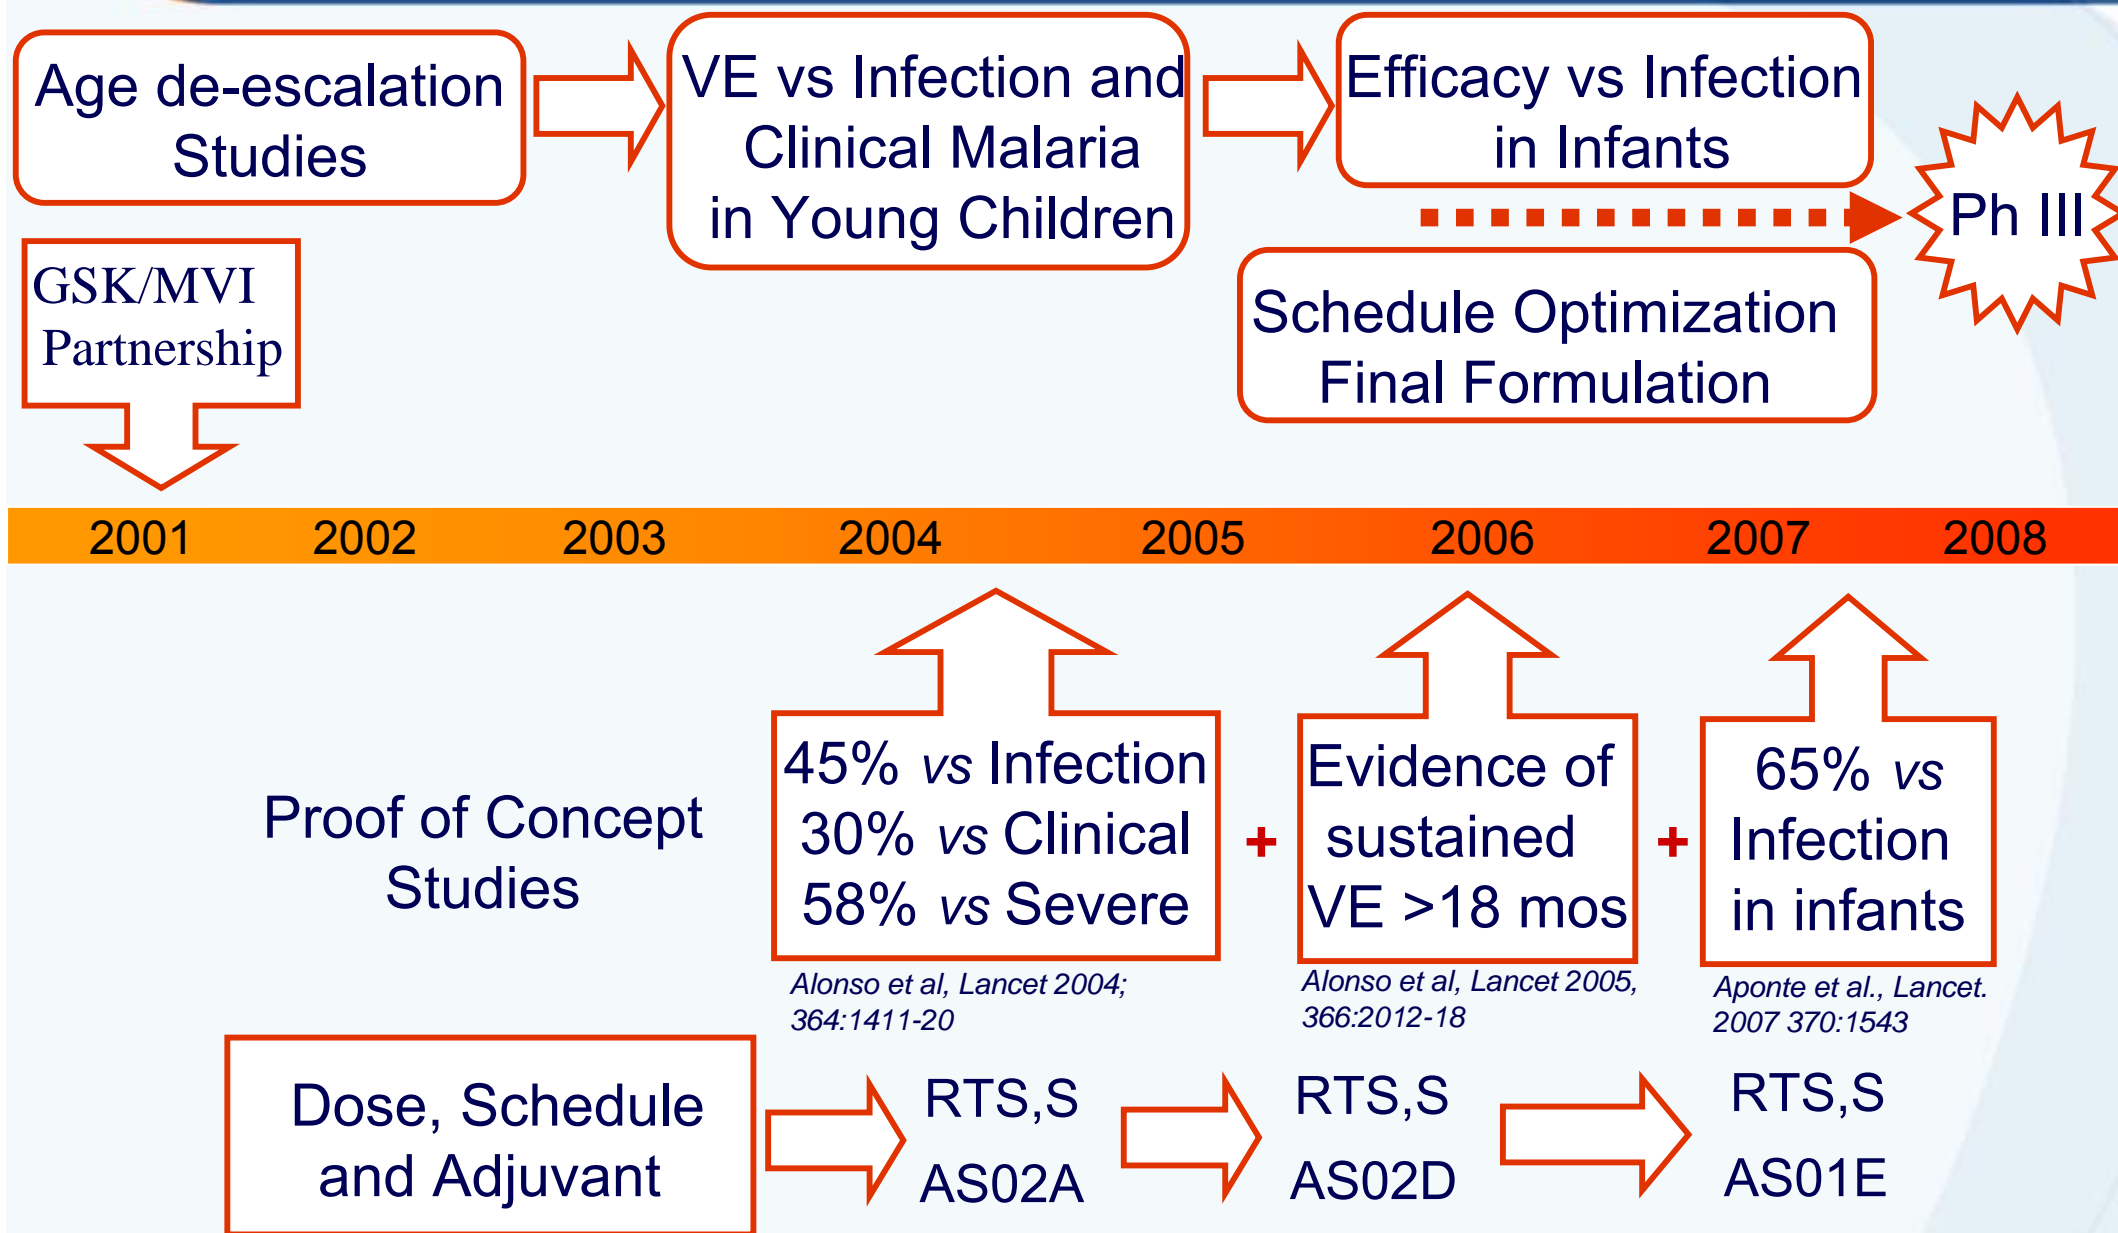 Age de-escalation
Studies
VE vs Infection and
Clinical Malaria
in Young Children
Efficacy vs Infection
in Infants
Ph III
GSK/MVI
Partnership
Schedule Optimization
Final Formulation
2001 2002 2003 2004 2005 2006 2007 2008
Proof of Concept
Studies
45% vs Infection
30% vs Clinical
58% vs Severe
+
Evidence of
sustained
VE >18 mos
+
65% vs
Infection
in infants
Alonso et al, Lancet 2004;
364:1411-20
Alonso et al, Lancet 2005,
366:2012-18
Aponte et al., Lancet.
2007 370:1543
Dose, Schedule
and Adjuvant
RTS,S
AS02A
RTS,S
AS02D
RTS,S
AS01E